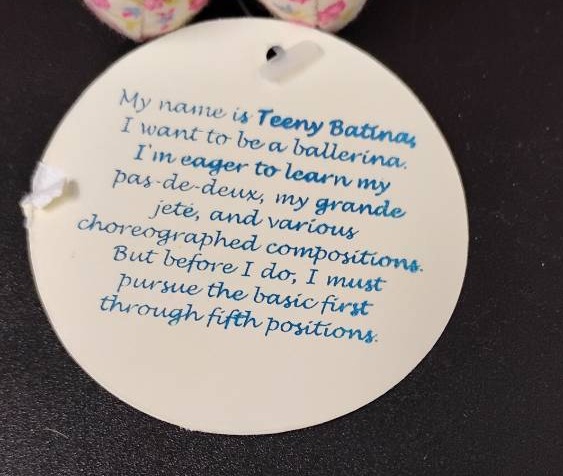 My name is Teeny Batina,
I want to be a ballerina.
I'm eager to learn my
pas-de-deux, my grande
jeté, and various
choreographed compositions.
But before I do, I must
pursue the basic first
through fifth positions.